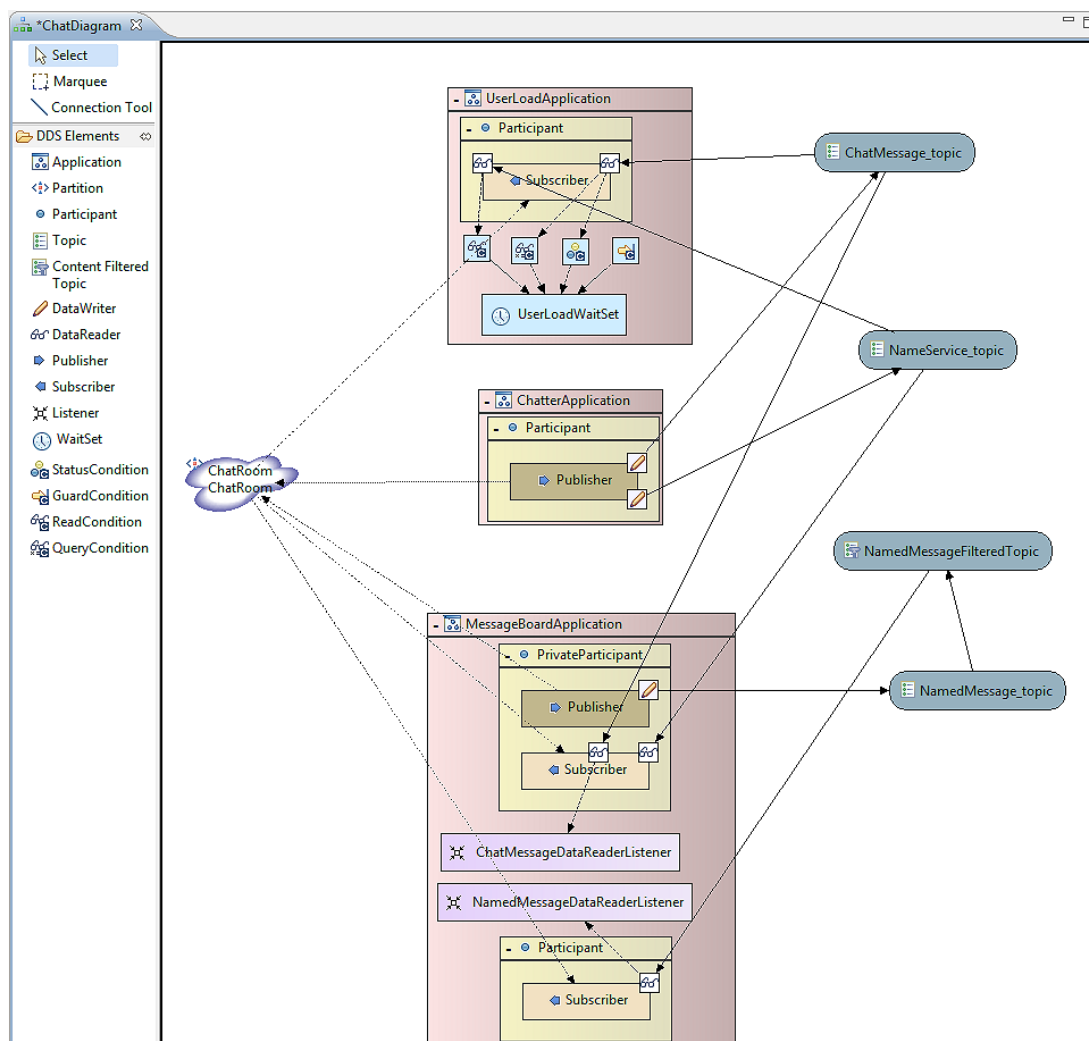 *ChatDiagram
Select
Marquee
Connection Tool
DDS Elements
Application
Partition
Participant
Topic
Content Filtered
Topic
DataWriter
DataReader
Publisher
Subscriber
Listener
WaitSet
StatusCondition
GuardCondition
ReadCondition
QueryCondition
UserLoadApplication
Participant
Subscriber
UserLoadWaitSet
ChatMessage_topic
NameService_topic
ChatterApplication
Participant
Publisher
ChatRoom
ChatRoom
NamedMessageFilteredTopic
NamedMessage_topic
MessageBoardApplication
PrivateParticipant
Publisher
Subscriber
ChatMessageDataReaderListener
NamedMessageDataReaderListener
Participant
Subscriber